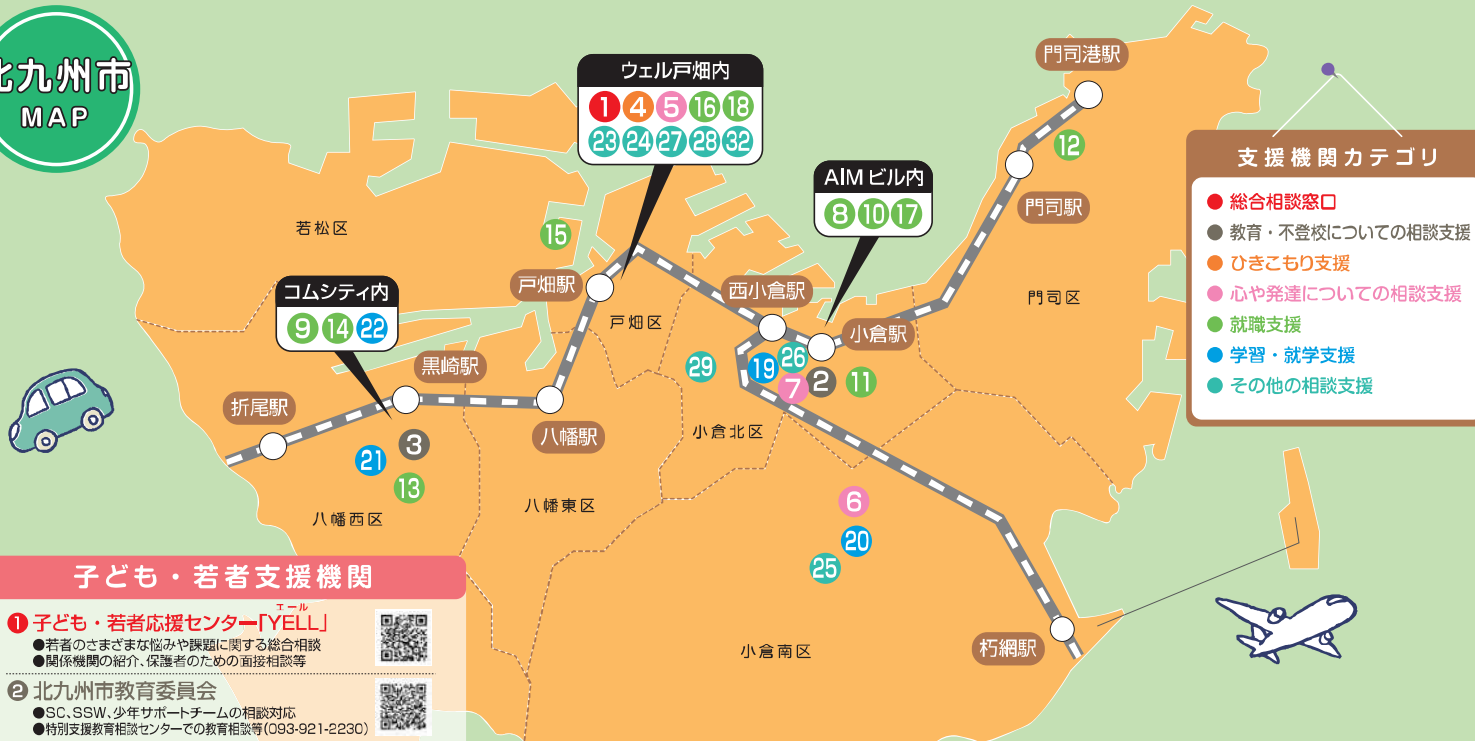 北九州市
MAP
ウェル戸畑内
1 4 5 16 18
23 24 27 28 32
AIMビル内
8 10 17
コムシティ内
9 14 22
門司港駅
12
門司駅
門司区
若松区
15
戸畑駅
戸畑区
西小倉駅
小倉駅
29
19
26
7
2
11
黒崎駅
折尾駅
八幡駅
小倉北区
3
21
13
八幡西区
八幡東区
6
20
25
小倉南区
朽網駅
支援機関カテゴリ
●総合相談窓口
●教育・不登校についての相談支援
●ひきこもり支援
●心や発達についての相談支援
●就職支援
●学習・就学支援
●その他の相談支援
子ども・若者支援機関
エール
1 子ども・若者応援センター「YELL」
●若者のさまざまな悩みや課題に関する総合相談
●関係機関の紹介、保護者のための面接相談等
2 北九州市教育委員会
●SC、SSW、少年サポートチームの相談対応
●特別支援教育相談センターでの教育相談等(093-921-2230)